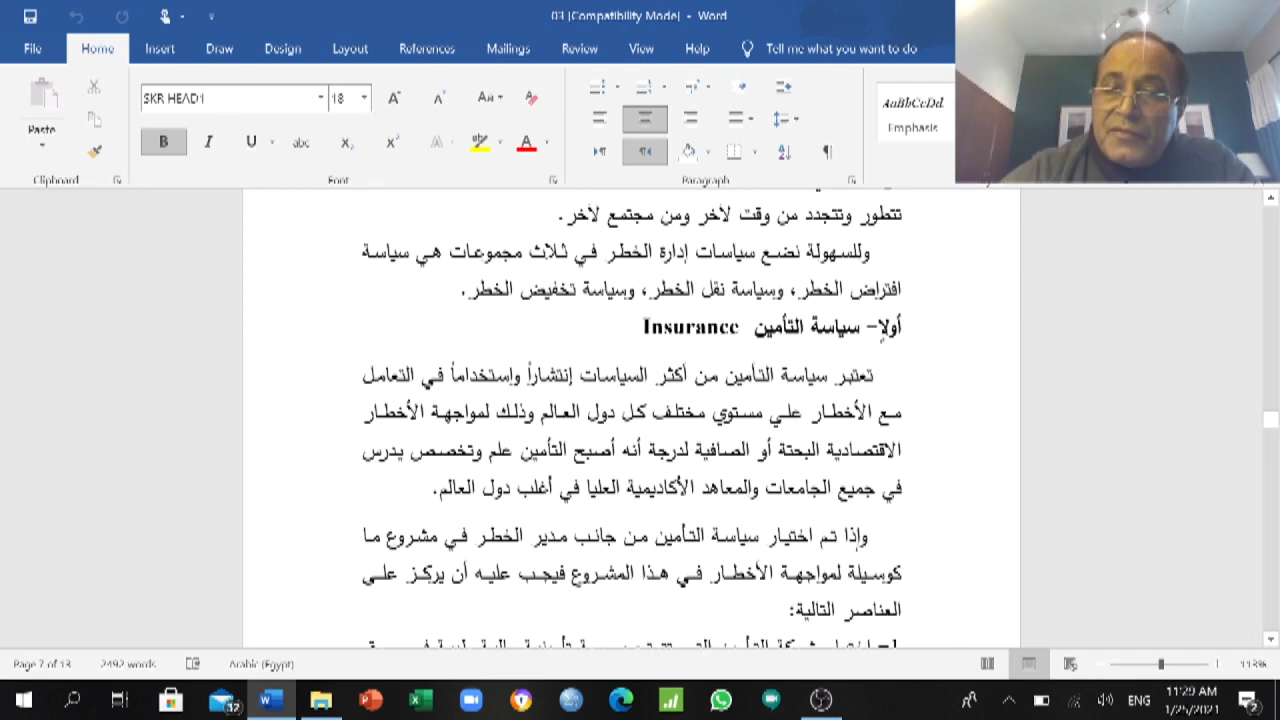 03 [Compatibility Mode] - Word
File Home Insert Draw Design Layout References Mailings Review View Help Tell me what you want to do
Paste
SKR HEAD1 18
AaBbCcDd
Emphasis
Clipboard Font Paragraph
تتطور وتتجدد من وقت لآخر ومن مجتمع لآخر.
وللسهولة نضع سياسات إدارة الخطر في ثلاث مجموعات هي سياسة
افتراض الخطر، وسياسة نقل الخطر، وسياسة تخفيض الخطر.
أولا- سياسة التأمين Insurance
تعتبر سياسة التأمين من أكثر السياسات إنتشاراً وإستخداماً في التعامل
مع الأخطار علي مستوي مختلف كل دول العالم وذلك لمواجهة الأخطار
الاقتصادية البحتة أو الصافية لدرجة أنه أصبح التأمين علم وتخصص يدرس
في جميع الجامعات والمعاهد الأكاديمية العليا في أغلب دول العالم.
وإذا تم اختيار سياسة التأمين من جانب مدير الخطر في مشروع ما
كوسيلة لمواجهة الأخطار في هذا المشروع فيجب عليه أن يركز علي
العناصر التالية:
Page 7 of 13 2492 words Arabic (Egypt) 113%
ENG
11:29 AM
1/25/2021